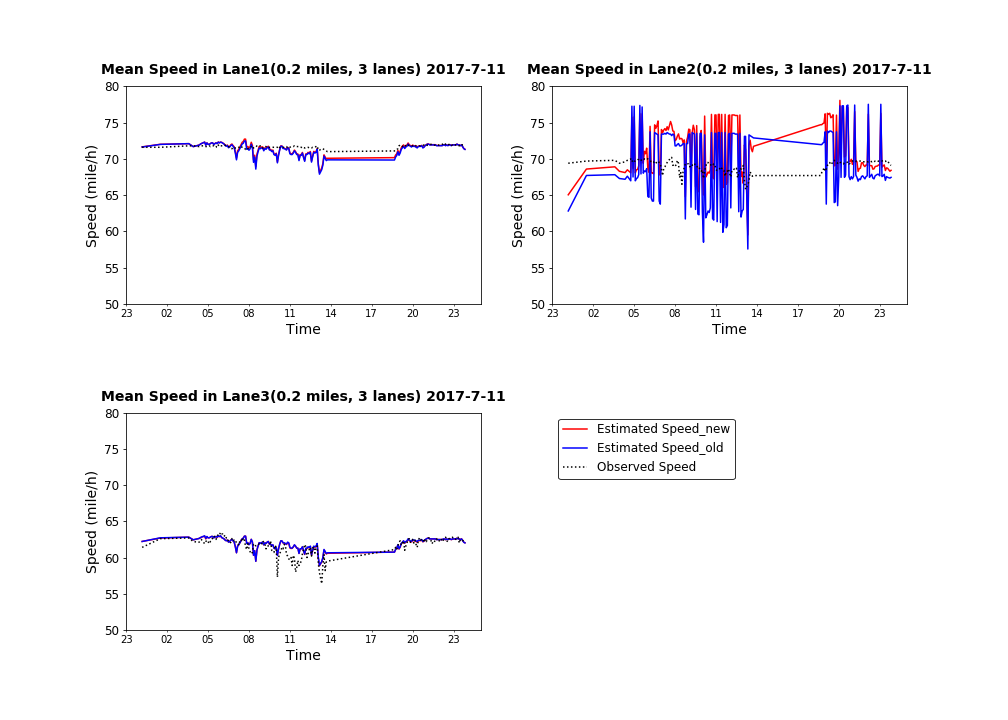 Mean Speed in Lane1(0.2 miles, 3 lanes) 2017-7-11
80
75
70
65
60
55
50
Speed (mile/h)
23 02 05 08 11 14 17 20 23
Time
Mean Speed in Lane2(0.2 miles, 3 lanes) 2017-7-11
80
75
70
65
60
55
50
Speed (mile/h)
23 02 05 08 11 14 17 20 23
Time
Mean Speed in Lane3(0.2 miles, 3 lanes) 2017-7-11
80
75
70
65
60
55
50
Speed (mile/h)
23 02 05 08 11 14 17 20 23
Time
Estimated Speed_new
Estimated Speed_old
Observed Speed